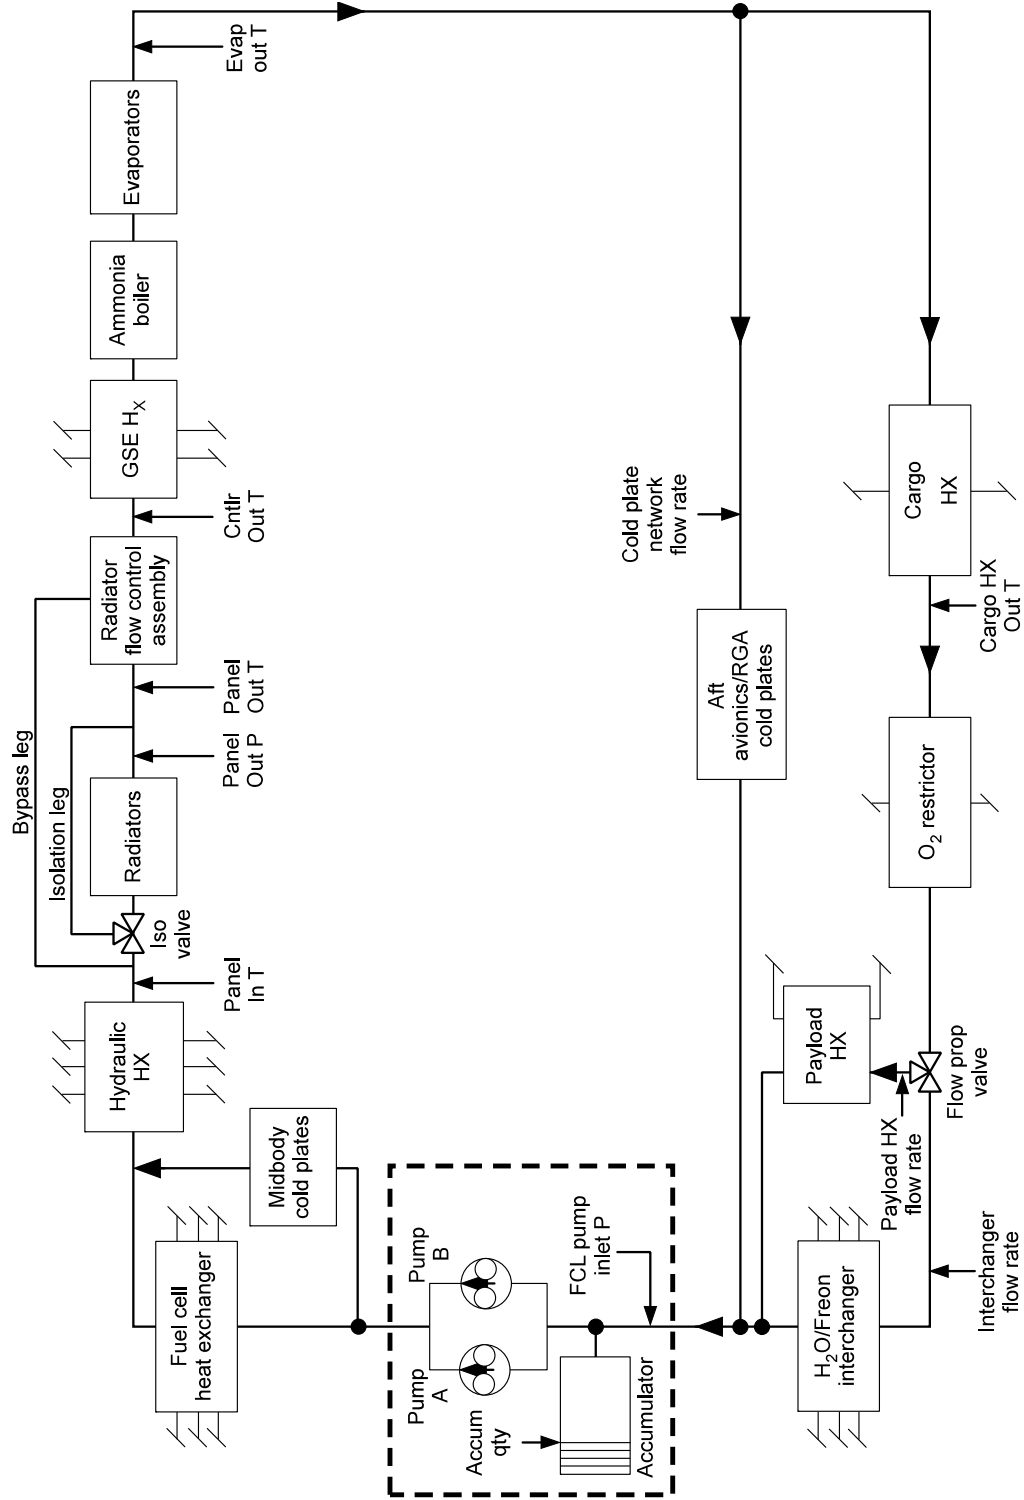 Evap
out T
Evaporators
Ammonia
boiler
GSE HX
Cntlr
Out T
Radiator
flow control
assembly
Panel
Out T
Panel
Out P
Bypass leg
Isolation leg
Radiators
Iso
valve
Panel
In T
Hydraulic
HX
Midbody
cold plates
Fuel cell
heat exchanger
Pump
B
Pump
A
FCL pump
inlet P
Accum
qty
Accumulator
Cold plate
network
flow rate
Aft
avionics/RGA
cold plates
Cargo
HX
Cargo HX
Out T
O2 restrictor
Payload
HX
Flow prop
valve
Payload HX
flow rate
H2O/Freon
interchanger
Interchanger
flow rate